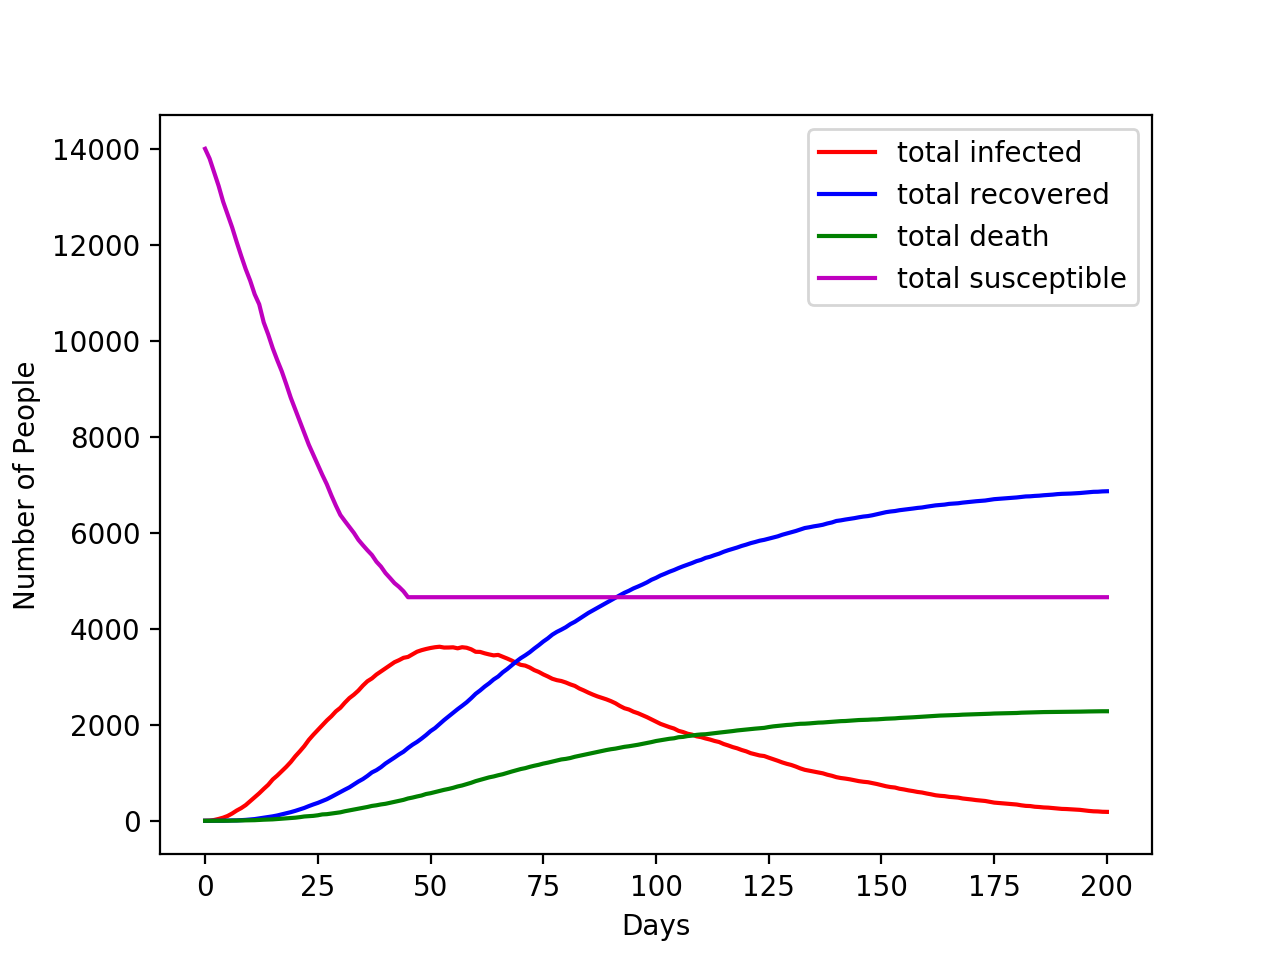 total infected
total recovered
total death
total susceptible
14000
12000
10000
8000
6000
4000
2000
0
Number of People
0 25 50 75 100 125 150 175 200
Days